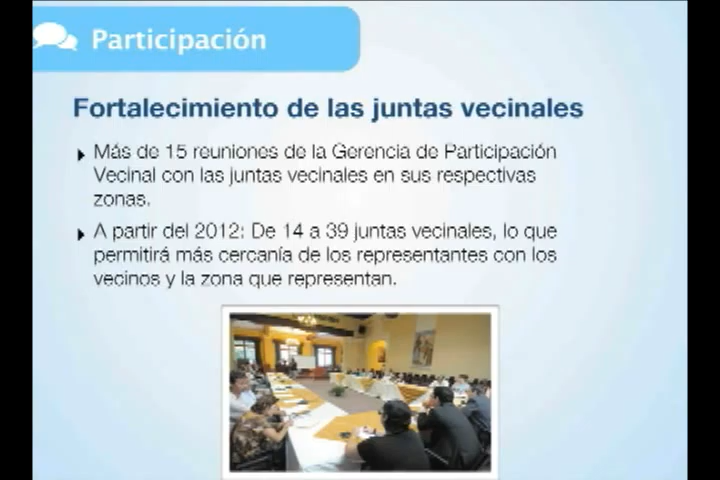 Participación
Fortalecimiento de las juntas vecinales
Más de 15 reuniones de la Gerencia de Participación
Vecinal con las juntas vecinales en sus respectivas
zonas.
A partir del 2012: De 14 a 39 juntas vecinales, lo que
permitirá más cercanía de los representantes con los
vecinos y la zona que representan.